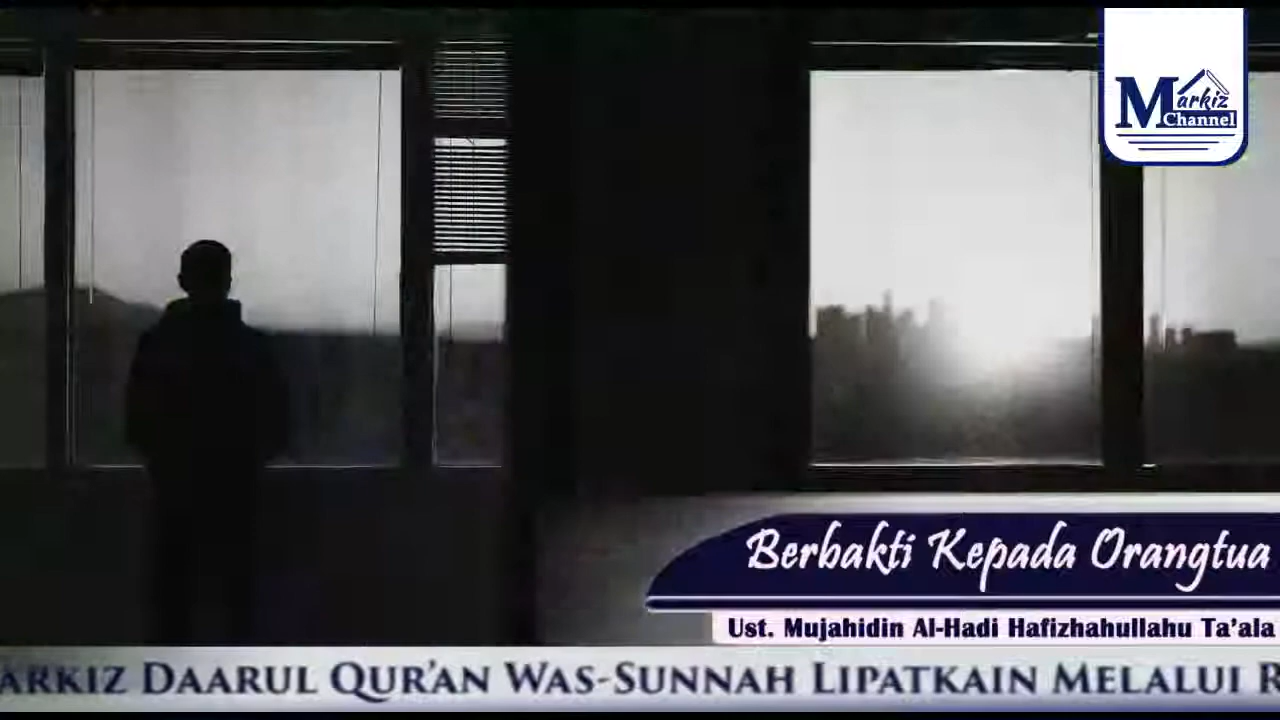 Markiz
Channel
Berbakti Kepada Orangtua
Ust. Mujahidin Al-Hadi Hafizhahullahu Ta'ala
ARKIZ DAARUL QUR'AN WAS-SUNNAH LIPATKAIN MELALUI R